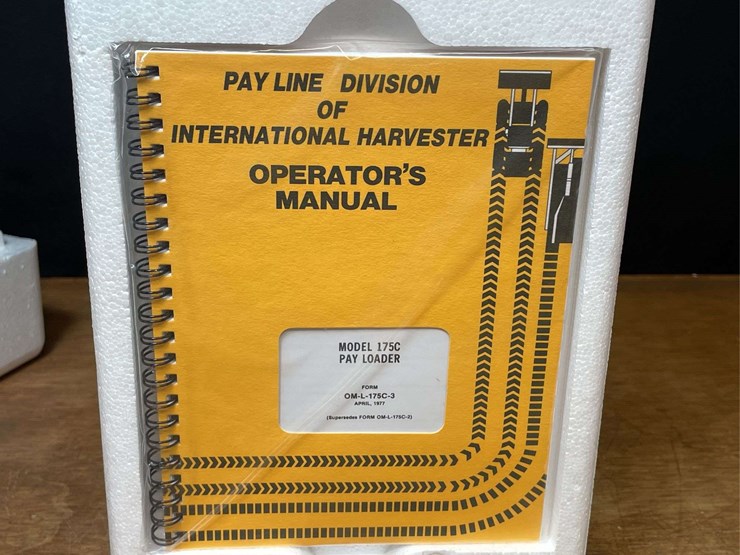 PAY LINE DIVISION
OF
INTERNATIONAL HARVESTER
OPERATOR'S
MANUAL
MODEL 175C
PAY LOADER
FORM
OM-L-175C-3
APRIL, 1977
(Supersedes FORM OM-L-175C-2)